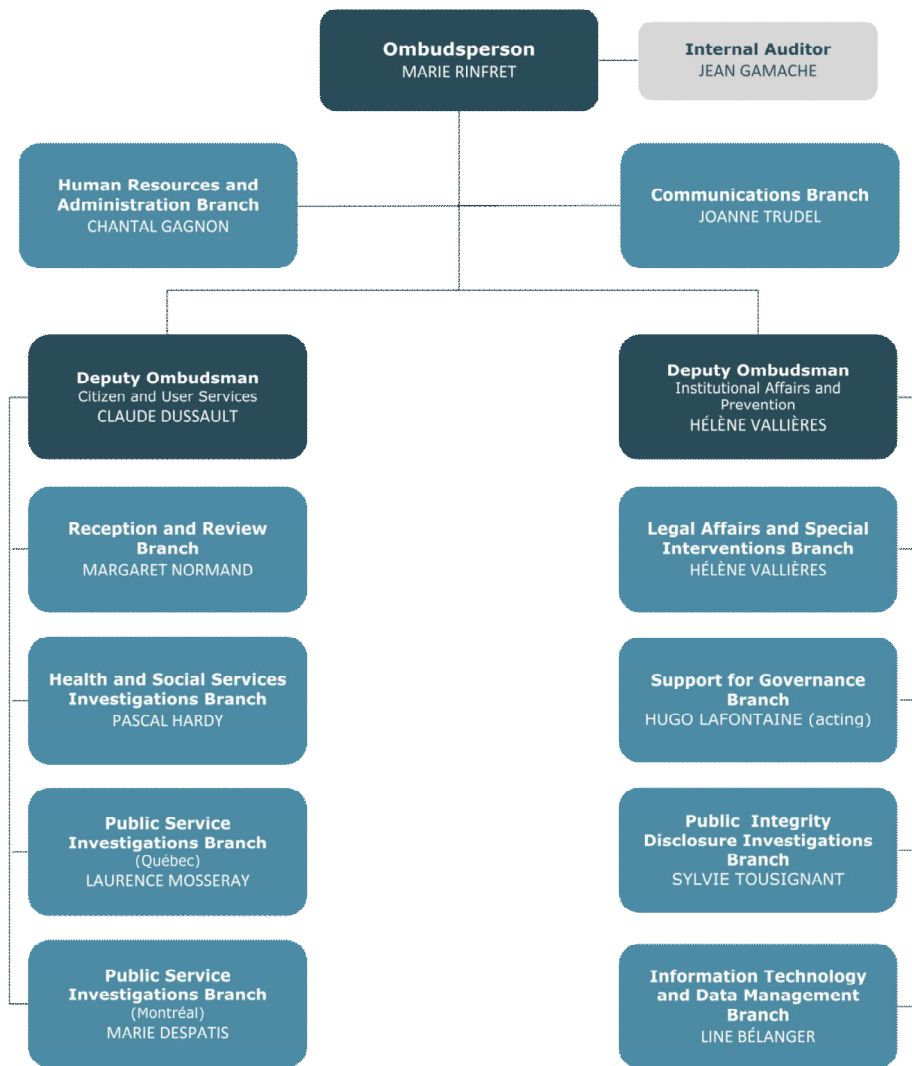 Ombudsperson
MARIE RINFRET
Internal Auditor
JEAN GAMACHE
Human Resources and
Administration Branch
CHANTAL GAGNON
Communications Branch
JOANNE TRUDEL
Deputy Ombudsman
Citizen and User Services
CLAUDE DUSSAULT
Deputy Ombudsman
Institutional Affairs and
Prevention
HÉLÈNE VALLIÈRES
Reception and Review
Branch
MARGARET NORMAND
Legal Affairs and Special
Interventions Branch
HÉLÈNE VALLIÈRES
Health and Social Services
Investigations Branch
PASCAL HARDY
Support for Governance
Branch
HUGO LAFONTAINE (acting)
Public Service
Investigations Branch
(Québec)
LAURENCE MOSSERAY
Public Integrity
Disclosure Investigations
Branch
SYLVIE TOUSIGNANT
Public Service
Investigations Branch
(Montréal)
MARIE DESPATIS
Information Technology
and Data Management
Branch
LINE BÉLANGER